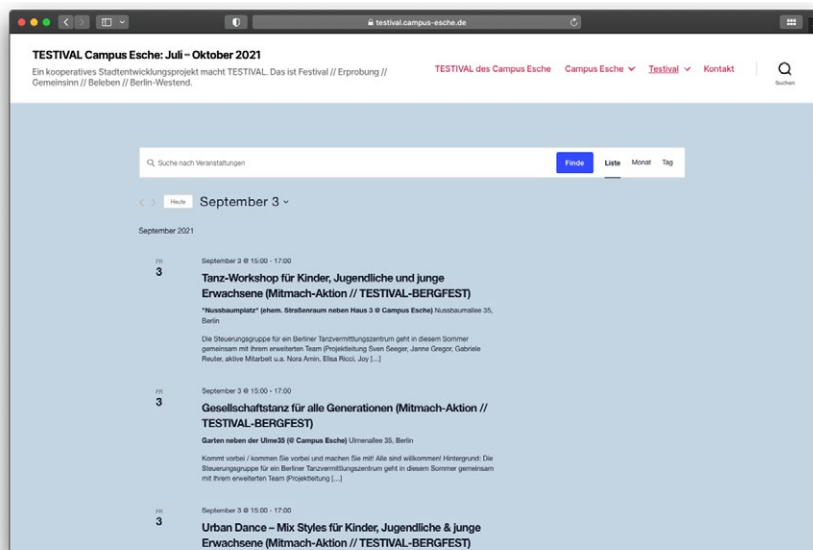 testival.campus-esche.de
TESTIVAL Campus Esche: Juli – Oktober 2021
Ein kooperatives Stadtentwicklungsprojekt macht TESTIVAL. Das ist Festival // Erprobung //
Gemeinsinn // Beleben // Berlin-Westend.
TESTIVAL des Campus Esche Campus Esche Testival Kontakt
Suchen
Suche nach Veranstaltungen
Finde Liste Monat Tag
Heute September 3
September 2021
FR
3
September 3 @ 15:00 - 17:00
Tanz-Workshop für Kinder, Jugendliche und junge
Erwachsene (Mitmach-Aktion // TESTIVAL-BERGFEST)
"Nussbaumplatz" (ehem. Straßenraum neben Haus 3 @ Campus Esche) Nussbaumallee 35,
Berlin
Die Steuerungsgruppe für ein Berliner Tanzvermittlungszentrum geht in diesem Sommer
gemeinsam mit ihrem erweiterten Team (Projektleitung Sven Seeger, Janne Gregor, Gabriele
Reuter, aktive Mitarbeit u.a. Nora Amin, Elisa Ricci, Joy [...]
FR
3
September 3 @ 15:00 - 17:00
Gesellschaftstanz für alle Generationen (Mitmach-Aktion //
TESTIVAL-BERGFEST)
Garten neben der Ulme35 (@ Campus Esche) Ulmenallee 35, Berlin
Kommt vorbei / kommen Sie vorbei und machen Sie mit! Alle sind willkommen! Hintergrund: Die
Steuerungsgruppe für ein Berliner Tanzvermittlungszentrum geht in diesem Sommer gemeinsam
mit ihrem erweiterten Team (Projektleitung [...]
FR
3
September 3 @ 15:00 - 17:00
Urban Dance – Mix Styles für Kinder, Jugendliche & junge
Erwachsene (Mitmach-Aktion // TESTIVAL-BERGFEST)